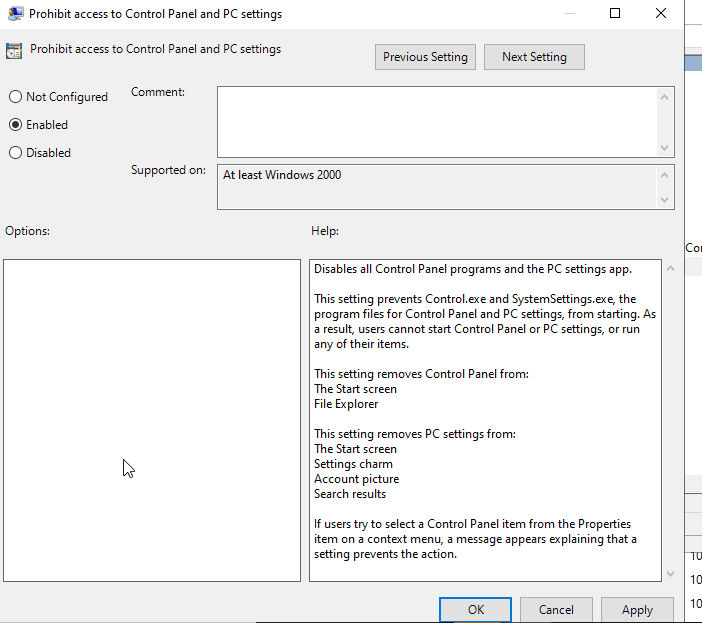 Prohibit access to Control Panel and PC settings
Prohibit access to Control Panel and PC settings
Previous Setting
Next Setting
Not Configured
Comment:
Enabled
Disabled
Supported on:
At least Windows 2000
Options:
Help:
Disables all Control Panel programs and the PC settings app.
This setting prevents Control.exe and SystemSettings.exe, the
program files for Control Panel and PC settings, from starting. As
a result, users cannot start Control Panel or PC settings, or run
any of their items.
This setting removes Control Panel from:
The Start screen
File Explorer
This setting removes PC settings from:
The Start screen
Settings charm
Account picture
Search results
If users try to select a Control Panel item from the Properties
item on a context menu, a message appears explaining that a
setting prevents the action.
OK
Cancel
Apply